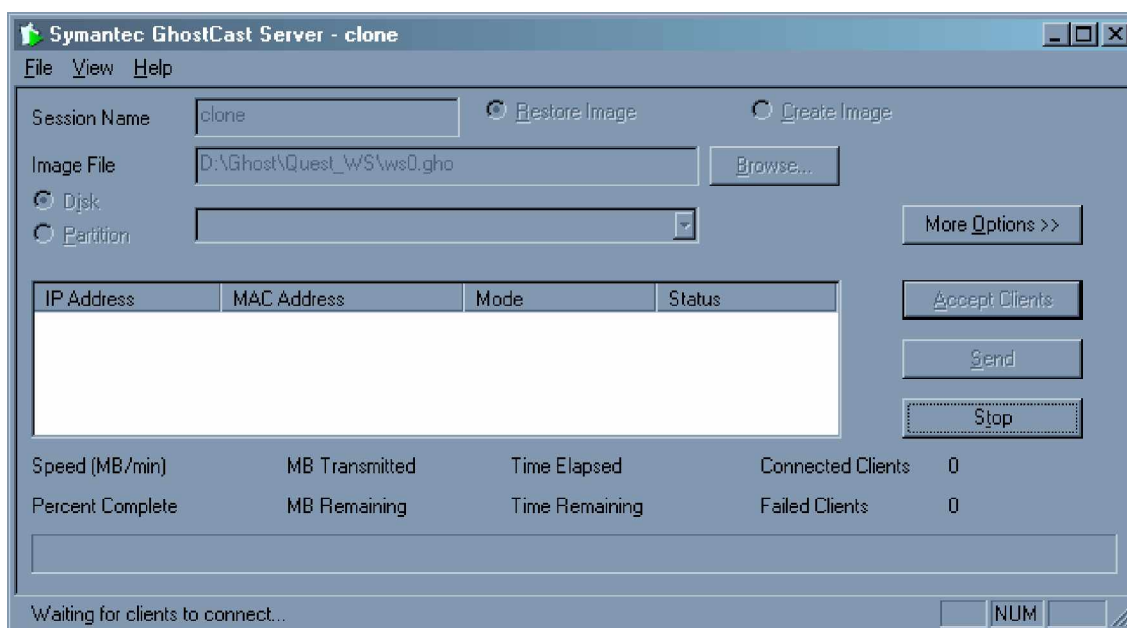 Symantec GhostCast Server - clone
File View Help
Session Name clone Restore Image Create Image
Image File D:\Ghost\Quest_WS\ws0.gho Browse...
Disk
Partition
More Options >>
IP Address MAC Address Mode Status
Accept Clients
Send
Stop
Speed (MB/min) MB Transmitted Time Elapsed Connected Clients 0
Percent Complete MB Remaining Time Remaining Failed Clients 0
Waiting for clients to connect... NUM